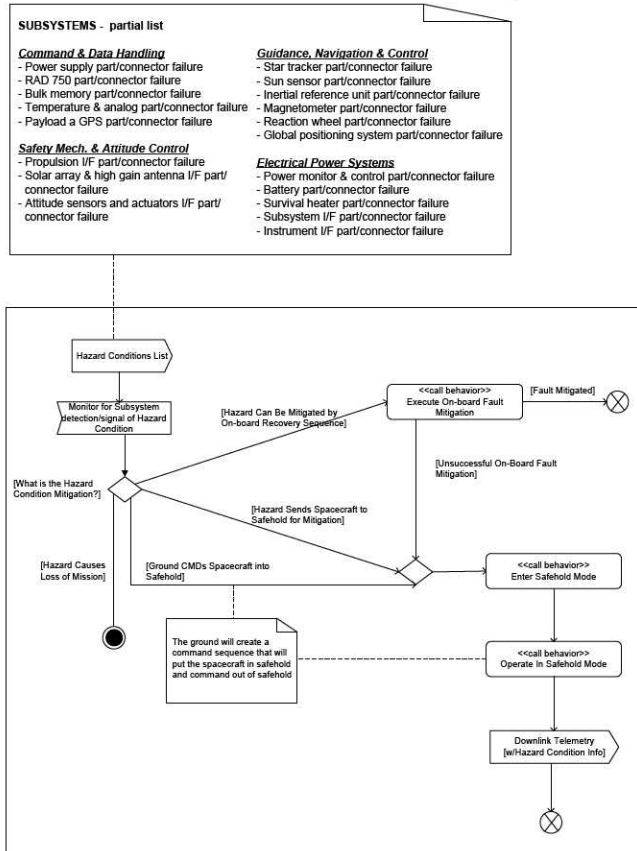 SUBSYSTEMS - partial list
Command & Data Handling
- Power supply part/connector failure
- RAD 750 part/connector failure
- Bulk memory part/connector failure
- Temperature & analog part/connector failure
- Payload a GPS part/connector failure
Safety Mech. & Attitude Control
- Propulsion I/F part/connector failure
- Solar array & high gain antenna I/F part/
connector failure
- Attitude sensors and actuators I/F part/
connector failure
Guidance, Navigation & Control
- Star tracker part/connector failure
- Sun sensor part/connector failure
- Inertial reference unit part/connector failure
- Magnetometer part/connector failure
- Reaction wheel part/connector failure
- Global positioning system part/connector failure
Electrical Power Systems
- Power monitor & control part/connector failure
- Battery part/connector failure
- Survival heater part/connector failure
- Subsystem I/F part/connector failure
- Instrument I/F part/connector failure
Hazard Conditions List
Monitor for Subsystem
detection/signal of Hazard
Condition
[Hazard Can Be Mitigated by
On-board Recovery Sequence]
<<call behavior>>
Execute On-board Fault
Mitigation
[Fault Mitigated]
[Unsuccessful On-Board Fault
Mitigation]
[What is the Hazard
Condition Mitigation?]
[Hazard Sends Spacecraft to
Safehold for Mitigation]
[Hazard Causes
Loss of Mission]
[Ground CMDs Spacecraft into
Safehold]
<<call behavior>>
Enter Safehold Mode
The ground will create a
command sequence that will
put the spacecraft in safehold
and command out of safehold
<<call behavior>>
Operate In Safehold Mode
Downlink Telemetry
[w/Hazard Condition Info]